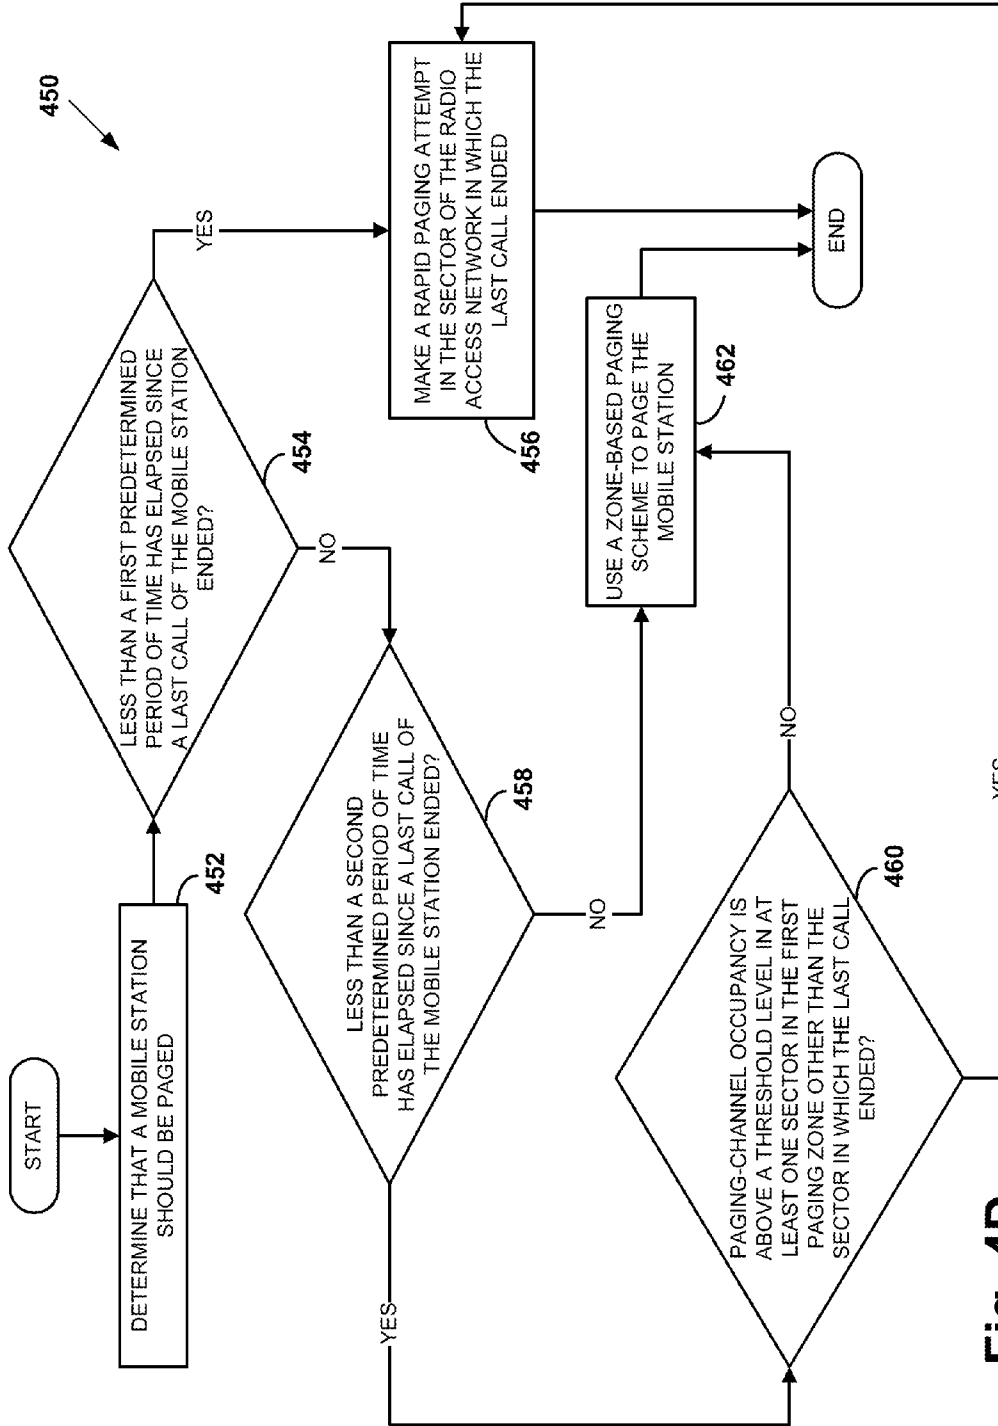 450
START
DETERMINE THAT A MOBILE STATION
SHOULD BE PAGED
452
LESS THAN A FIRST PREDETERMINED
PERIOD OF TIME HAS ELAPSED SINCE
A LAST CALL OF THE MOBILE STATION
ENDED?
454
YES
NO
MAKE A RAPID PAGING ATTEMPT
IN THE SECTOR OF THE RADIO
ACCESS NETWORK IN WHICH THE
LAST CALL ENDED
456
LESS THAN A SECOND
PREDETERMINED PERIOD OF TIME
HAS ELAPSED SINCE A LAST CALL OF
THE MOBILE STATION ENDED?
458
YES
NO
USE A ZONE-BASED PAGING
SCHEME TO PAGE THE
MOBILE STATION
462
END
PAGING-CHANNEL OCCUPANCY IS
ABOVE A THRESHOLD LEVEL IN AT
LEAST ONE SECTOR IN THE FIRST
PAGING ZONE OTHER THAN THE
SECTOR IN WHICH THE LAST CALL
ENDED?
460
NO
YES